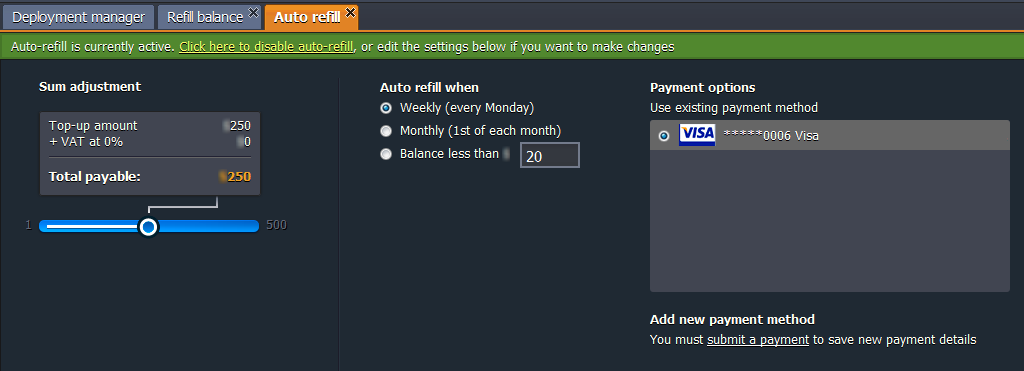 Deployment manager
Refill balance
Auto refill
Auto-refill is currently active. Click here to disable auto-refill, or edit the settings below if you want to make changes
Sum adjustment
Top-up amount 250
+ VAT at 0% 0
Total payable: 250
1 500
Auto refill when
Weekly (every Monday)
Monthly (1st of each month)
Balance less than 20
Payment options
Use existing payment method
VISA *****0006 Visa
Add new payment method
You must submit a payment to save new payment details